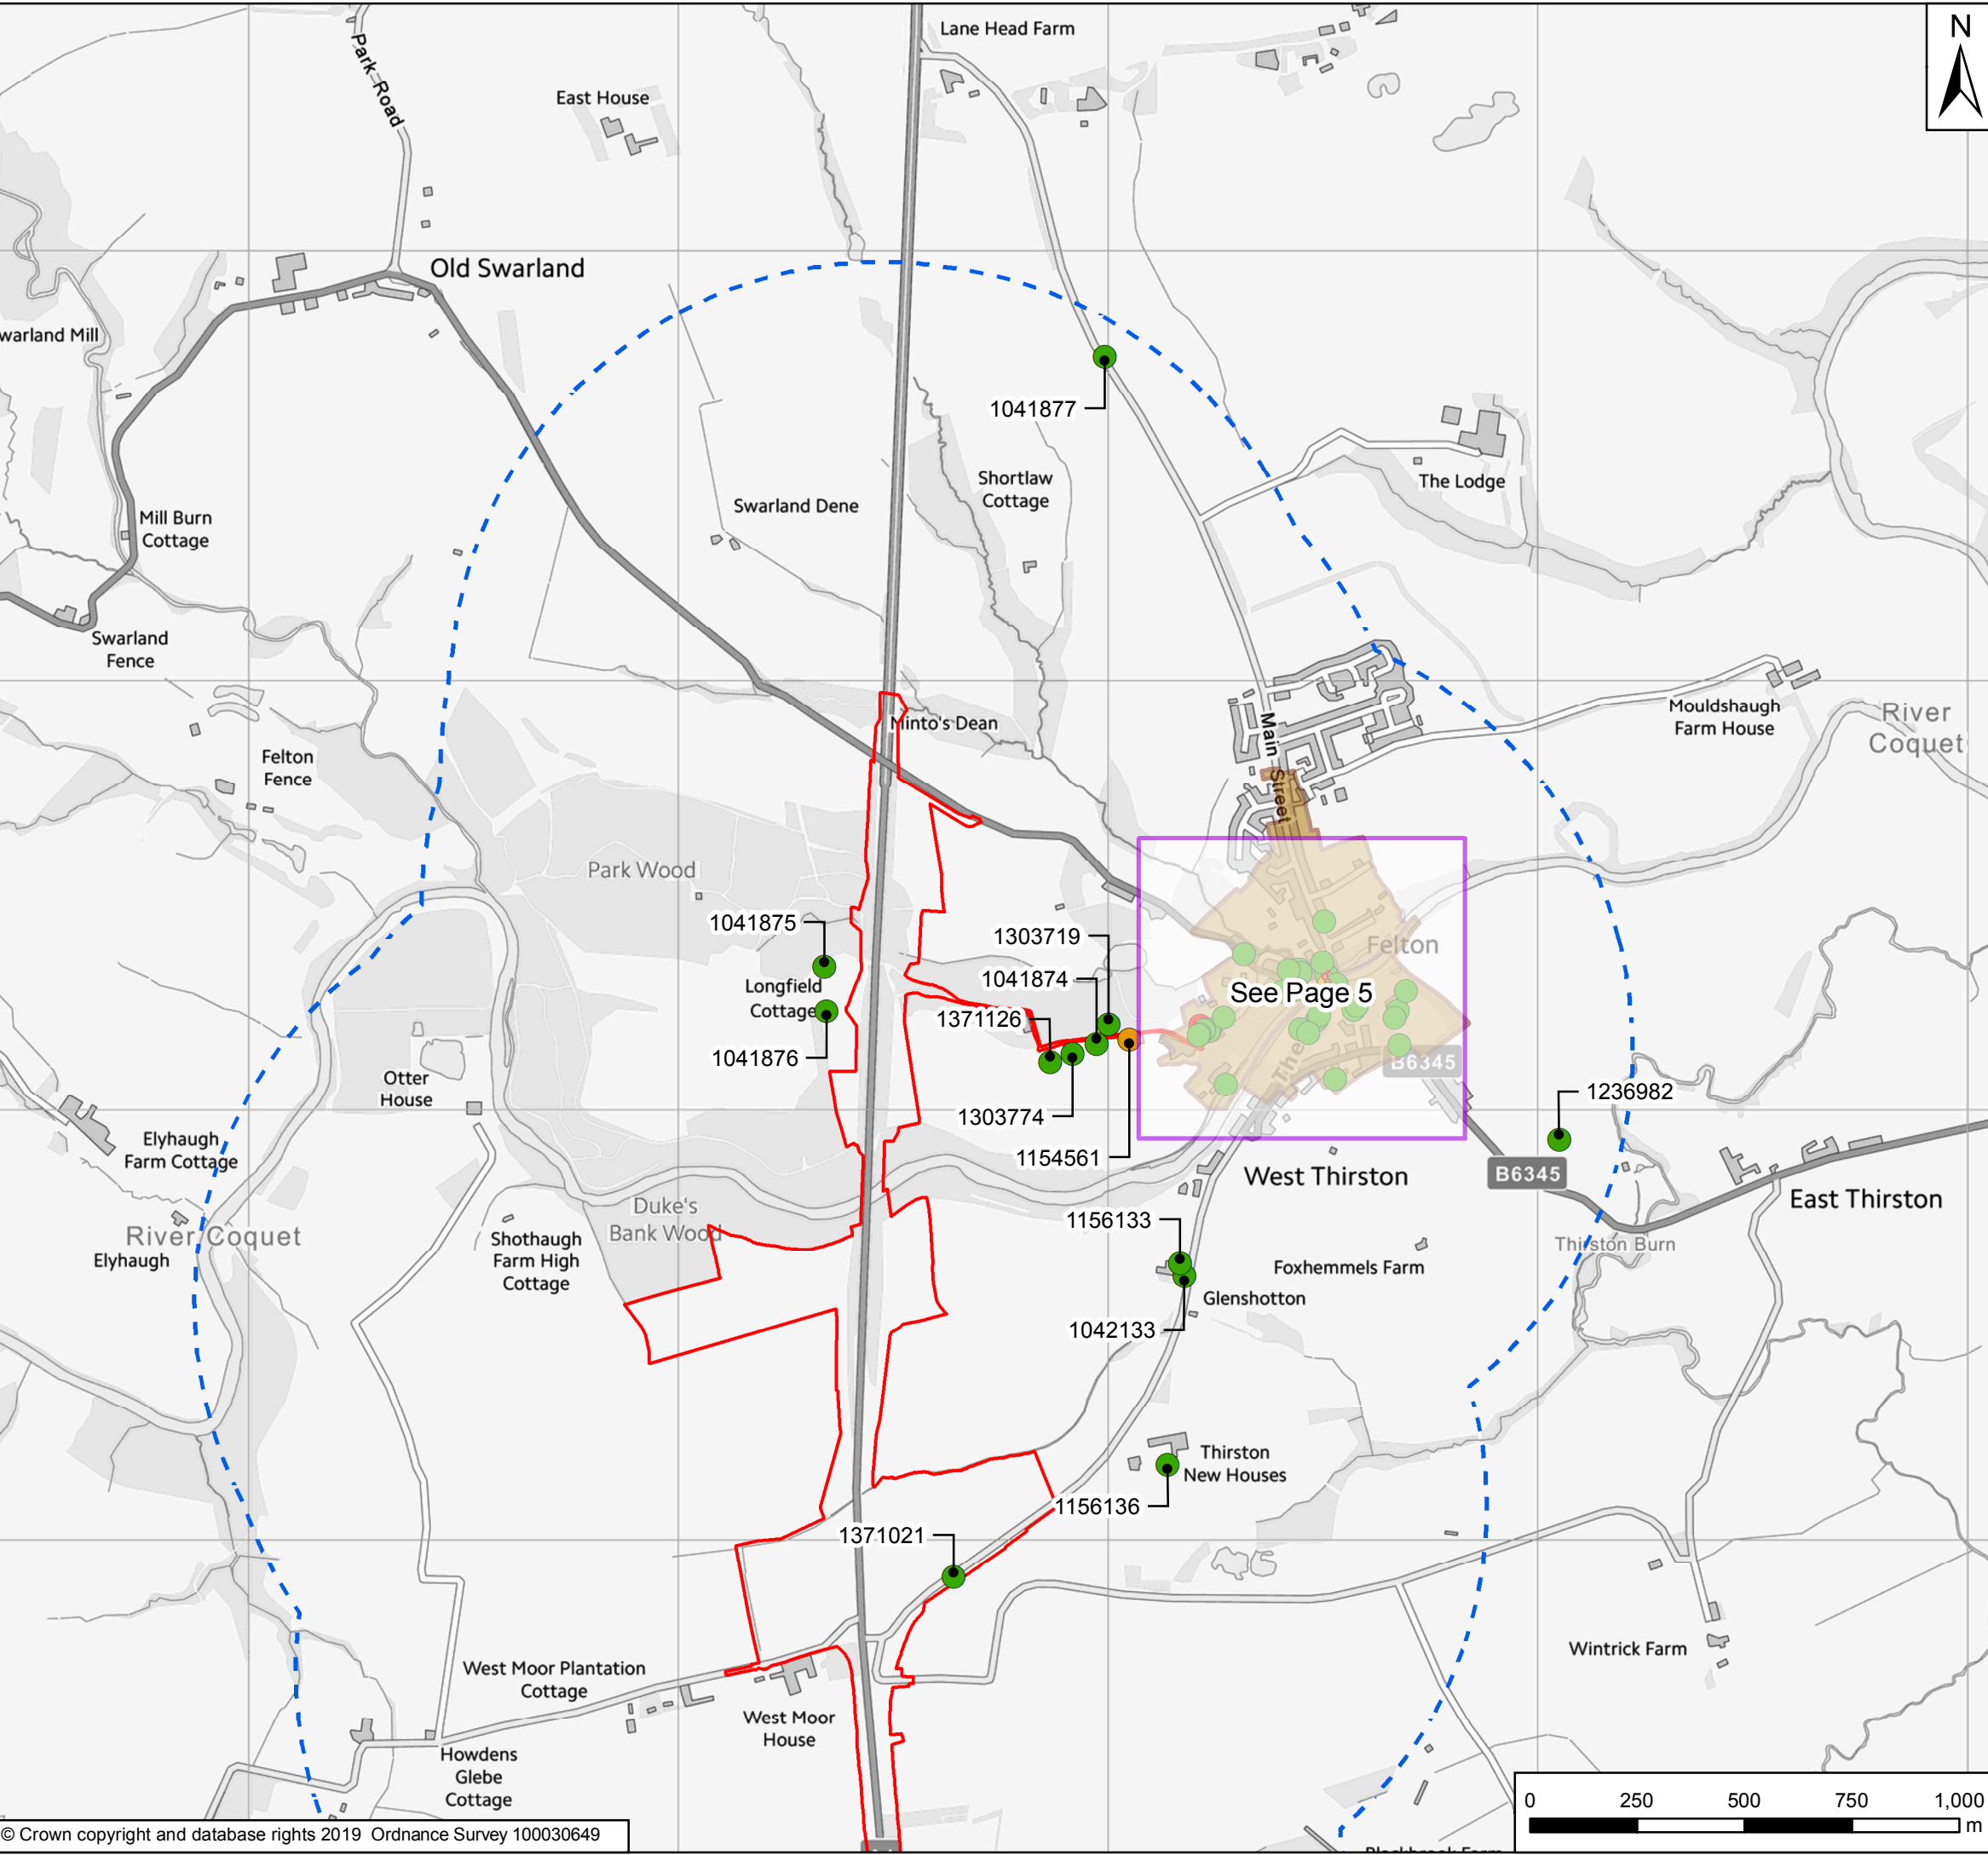 Lane Head Farm
N
Park Road
East House
Old Swarland
warland Mill
1041877
Shortlaw
Cottage
The Lodge
Swarland Dene
Mill Burn
Cottage
Swarland
Fence
Minto's Dean
Main
Street
Mouldshaugh
Farm House
River
Coquet
Felton
Fence
Park Wood
1041875
1303719
Felton
1041874
Longfield
Cottage
See Page 5
1371126
1041876
The
B6345
Otter
House
1236982
1303774
Elyhaugh
Farm Cottage
1154561
West Thirston
B6345
East Thirston
Duke's
Bank Wood
1156133
River Coquet
Elyhaugh
Shothaugh
Farm High
Cottage
Thirston Burn
Foxhemmels Farm
Glenshotton
1042133
Thirston
New Houses
1156136
1371021
Wintrick Farm
West Moor Plantation
Cottage
West Moor
House
Howdens
Glebe
Cottage
0 250 500 750 1,000
m
© Crown copyright and database rights 2019 Ordnance Survey 100030649